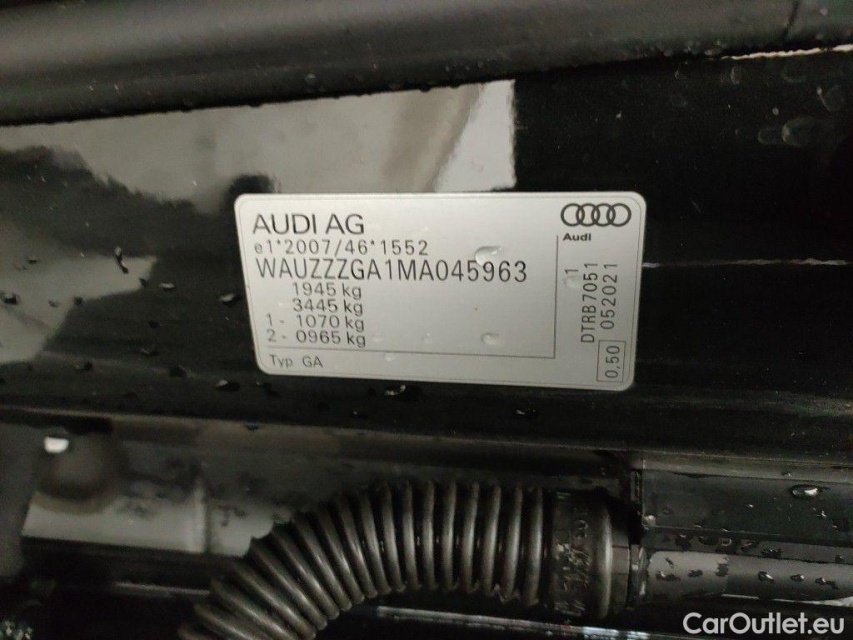 AUDI AG
Audi
e1*2007/46*1552
WAUZZZGA1MA045963
1945 kg
3445 kg
1 - 1070 kg
2 - 0965 kg
Typ GA
DTRB7051 1
052021
0,50
CarOutlet.eu